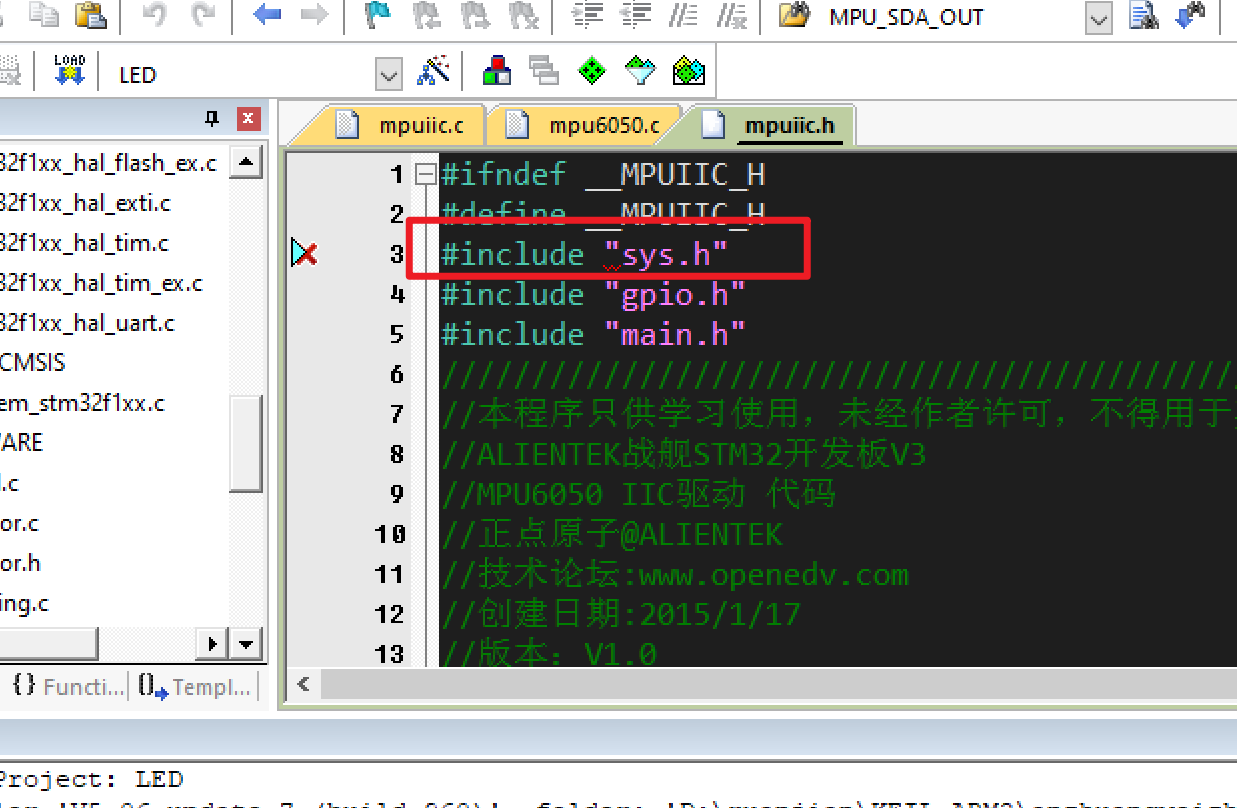 MPU_SDA_OUT
LOAD
LED
mpuiic.c
mpu6050.c
mpuiic.h
32f1xx_hal_flash_ex.c
32f1xx_hal_exti.c
32f1xx_hal_tim.c
32f1xx_hal_tim_ex.c
32f1xx_hal_uart.c
CMSIS
em_stm32f1xx.c
ARE
.c
or.c
or.h
ing.c
{} Functi...
Templ...
1 #ifndef __MPUIIC_H
2 #define __MPUIIC_H
3 #include "sys.h"
4 #include "gpio.h"
5 #include "main.h"
6 ////////////////////////////////////////////
7 //本程序只供学习使用，未经作者许可，不得用于
8 //ALIENTEK战舰STM32开发板V3
9 //MPU6050 IIC驱动 代码
10 //正点原子@ALIENTEK
11 //技术论坛:www.openedv.com
12 //创建日期:2015/1/17
13 //版本：V1.0
Project: LED